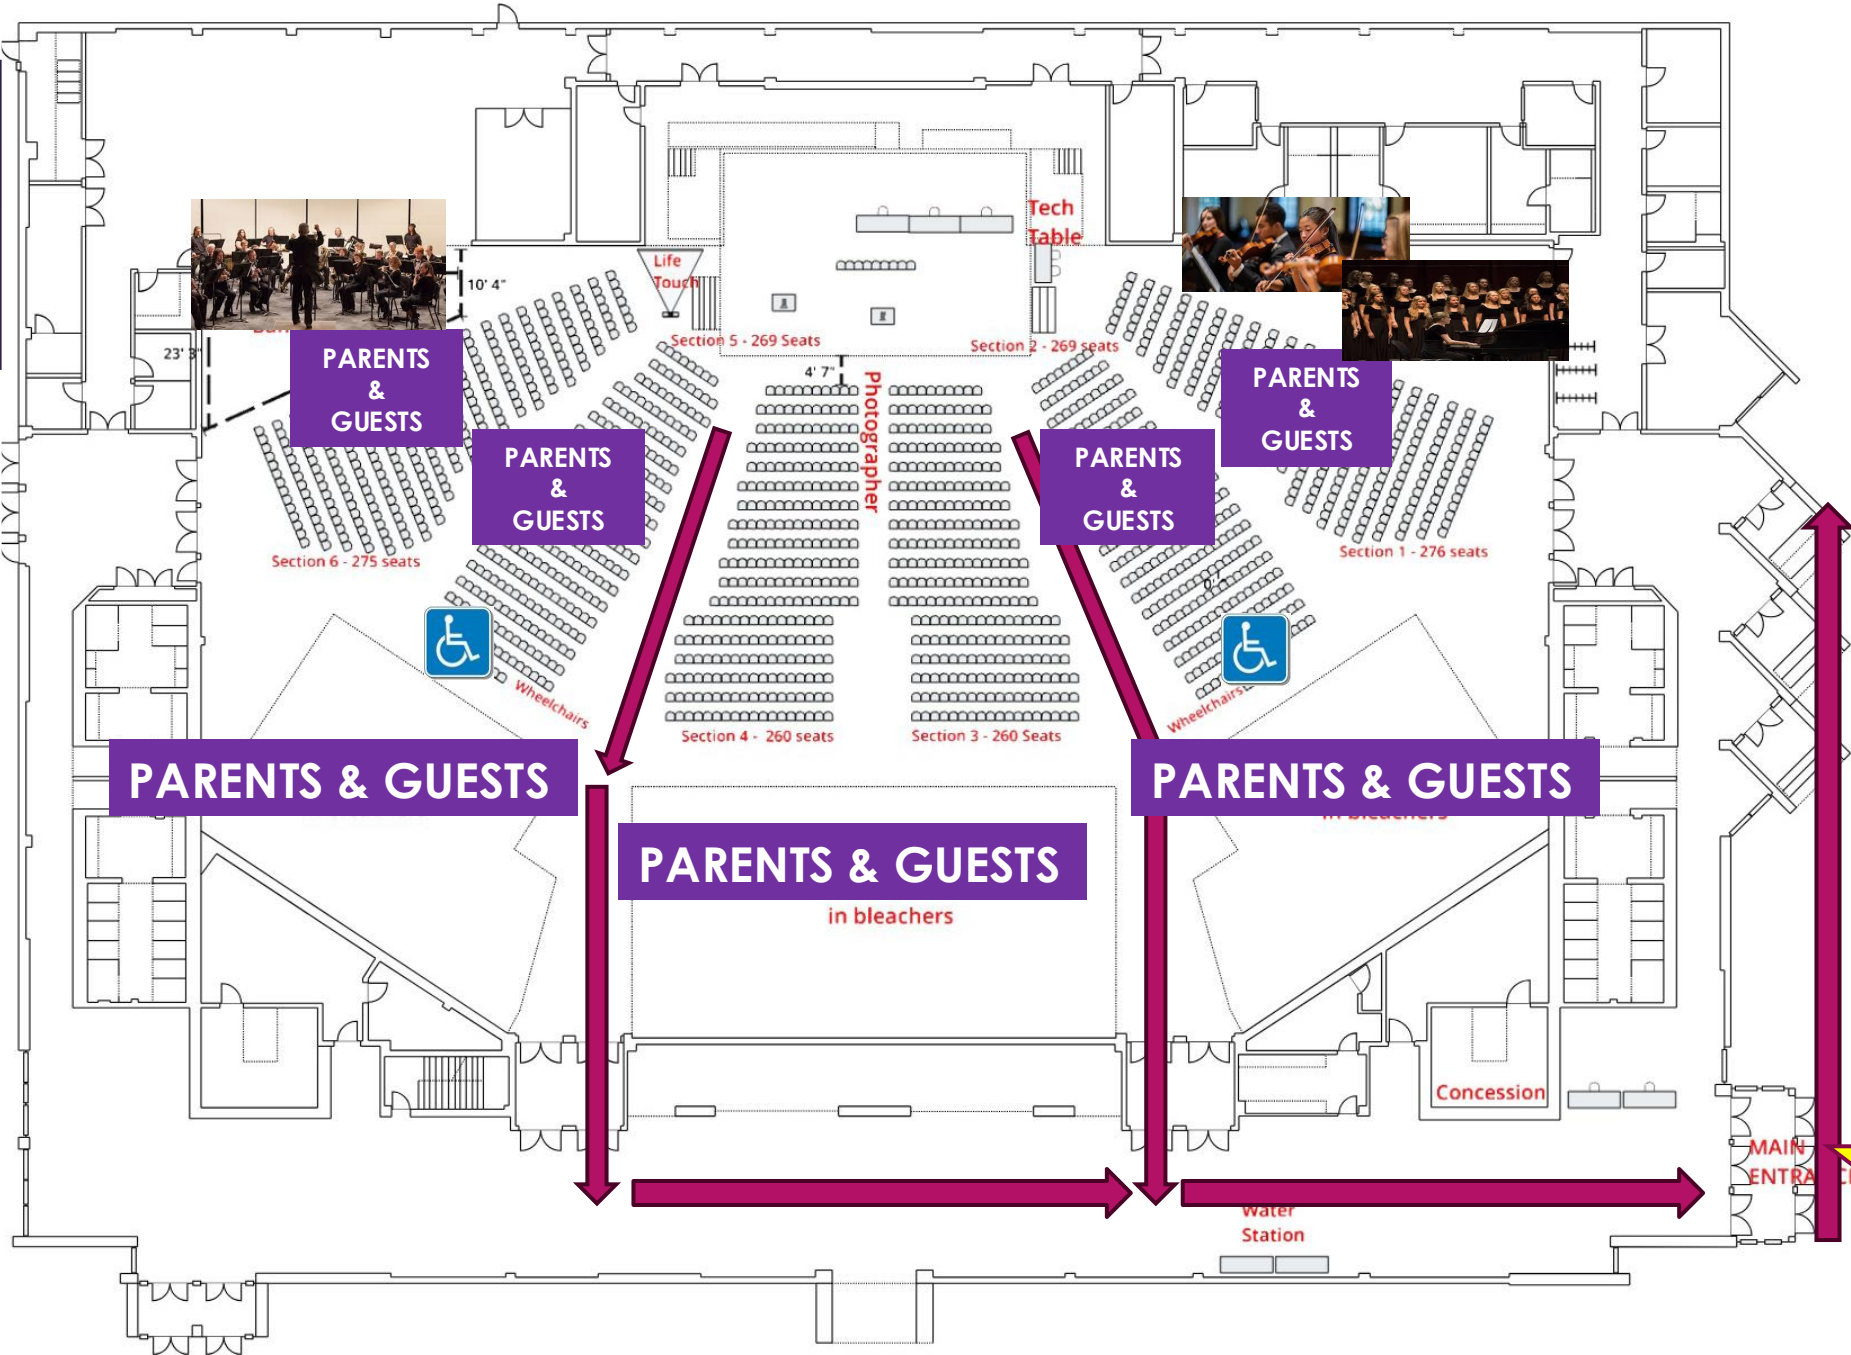 Tech
Table
Life
Touch
10' 4"
23' 3"
Section 5 - 269 Seats
Section 2 - 269 seats
4' 7"
Photographer
PARENTS
&
GUESTS
PARENTS
&
GUESTS
PARENTS
&
GUESTS
PARENTS
&
GUESTS
Section 6 - 275 seats
Section 1 - 276 seats
Wheelchairs
Wheelchairs
Section 4 - 260 seats
Section 3 - 260 Seats
PARENTS & GUESTS
PARENTS & GUESTS
in bleachers
PARENTS & GUESTS
in bleachers
Concession
MAIN
Water
Station